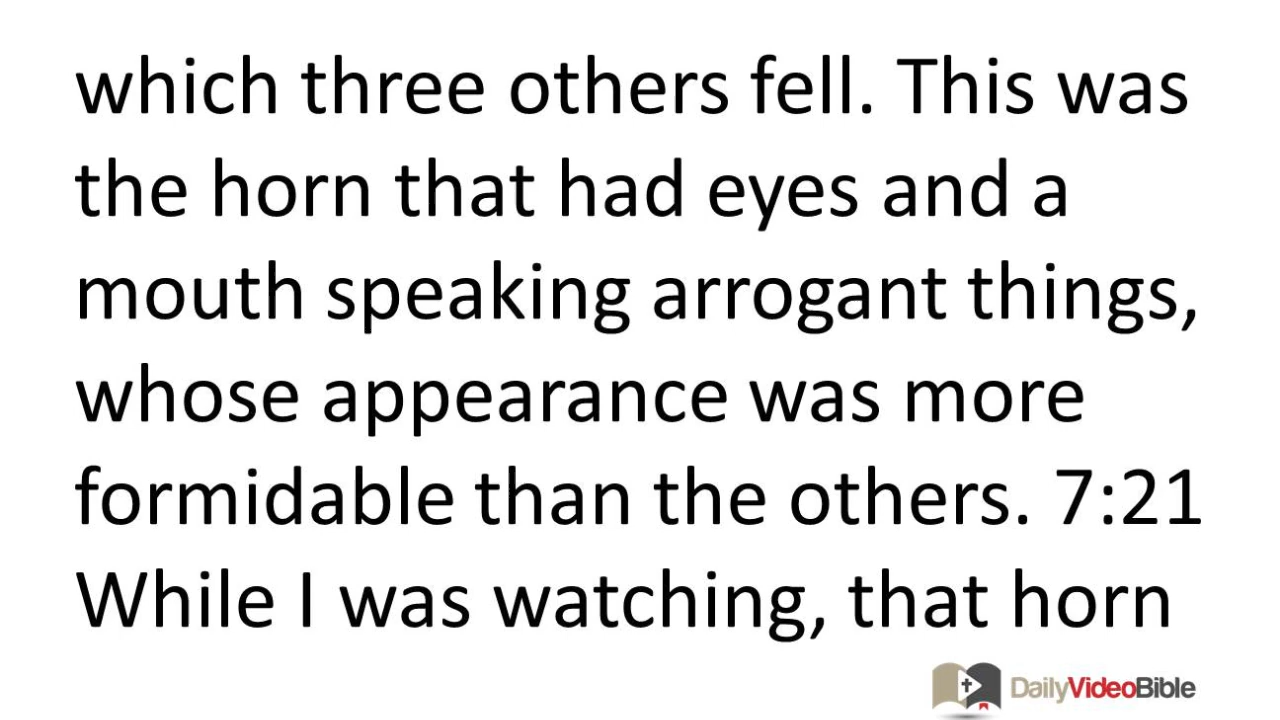 which three others fell. This was
the horn that had eyes and a
mouth speaking arrogant things,
whose appearance was more
formidable than the others. 7:21
While I was watching, that horn
DailyVideoBible